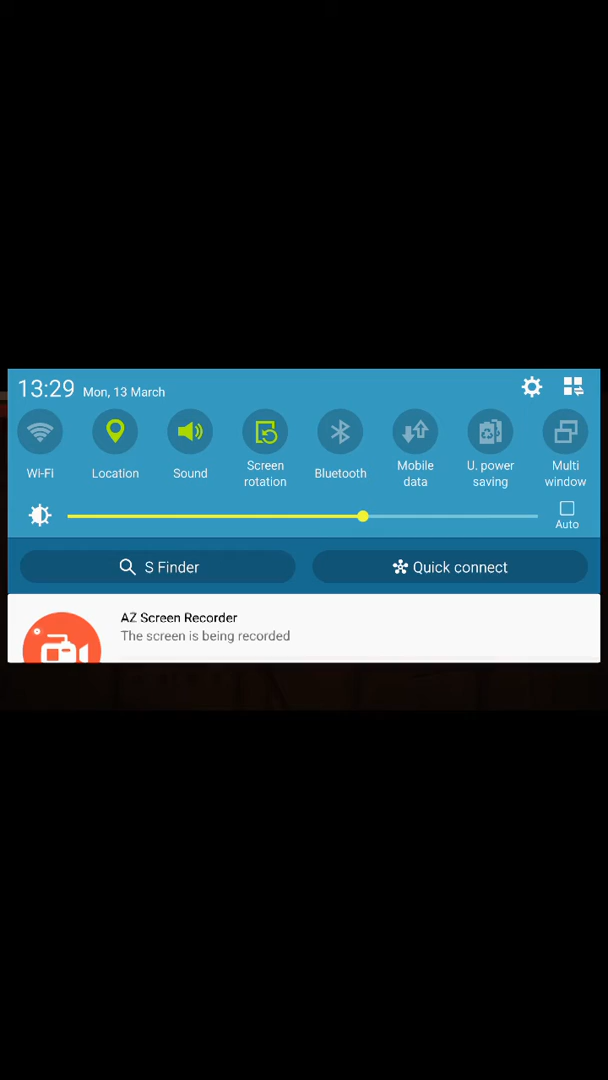 13:29 Mon, 13 March
Wi-Fi
Location
Sound
Screen
rotation
Bluetooth
Mobile
data
U. power
saving
Multi
window
Auto
S Finder
Quick connect
AZ Screen Recorder
The screen is being recorded